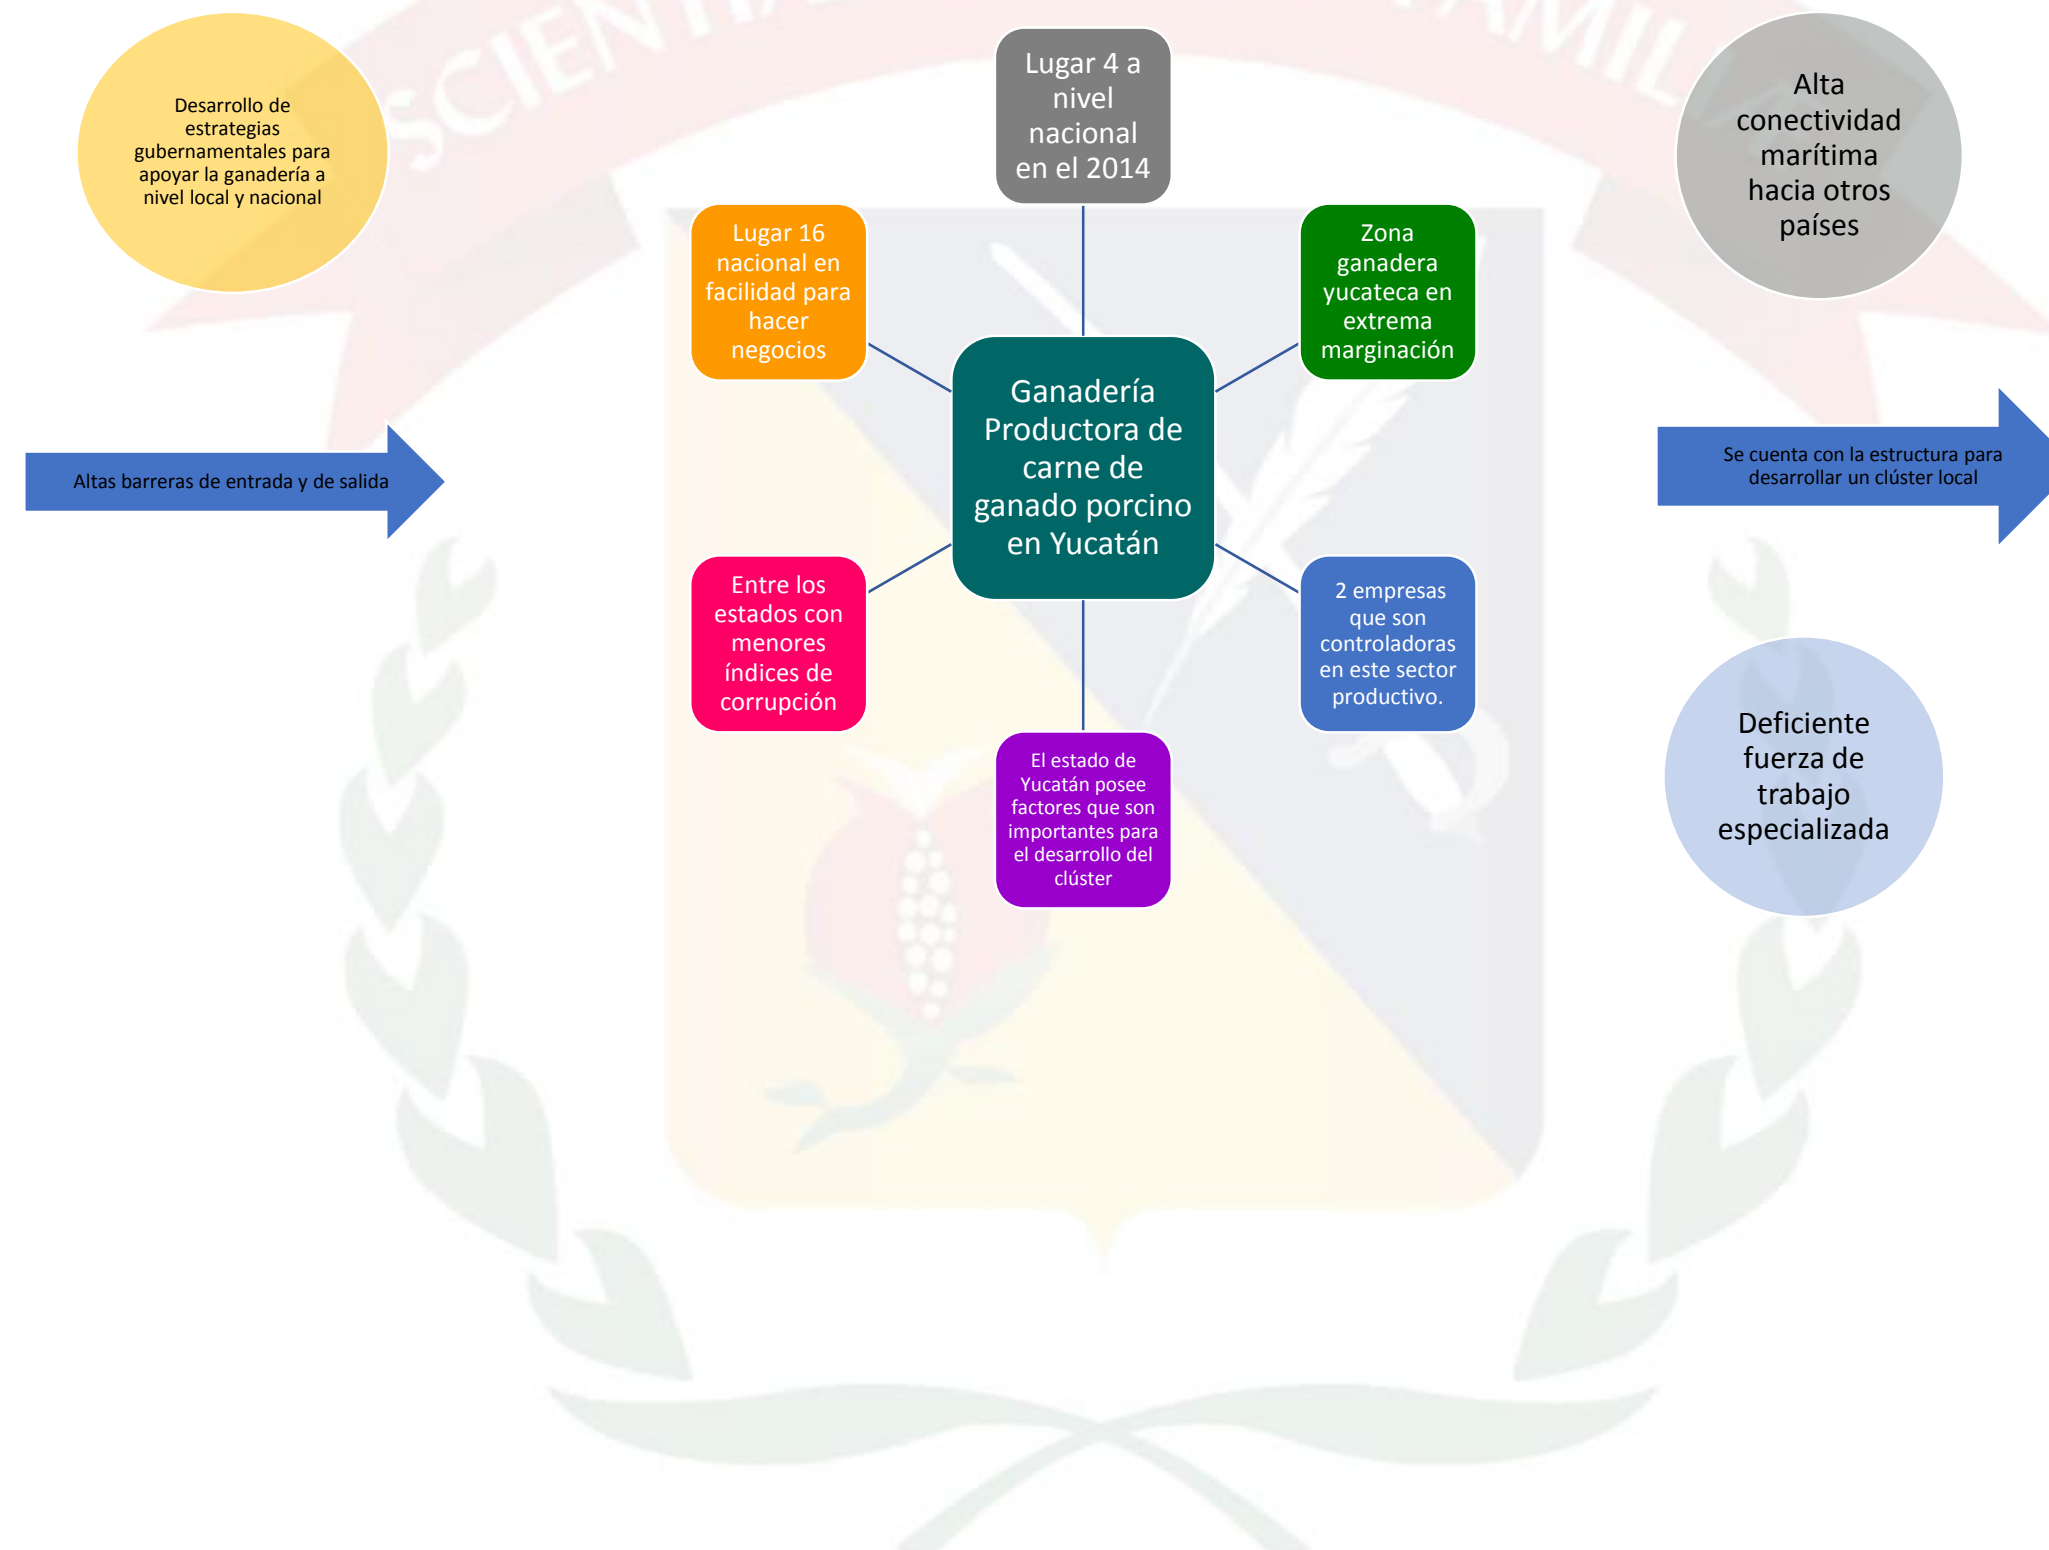 SCIENTIA
FAMILIA
Desarrollo de
estrategias
gubernamentales para
apoyar la ganadería a
nivel local y nacional
Altas barreras de entrada y de salida
Lugar 4 a
nivel
nacional
en el 2014
Lugar 16
nacional en
facilidad para
hacer
negocios
Zona
ganadera
yucateca en
extrema
marginación
Ganadería
Productora de
carne de
ganado porcino
en Yucatán
Entre los
estados con
menores
índices de
corrupción
2 empresas
que son
controladoras
en este sector
productivo.
El estado de
Yucatán posee
factores que son
importantes para
el desarrollo del
clúster
Alta
conectividad
marítima
hacia otros
países
Se cuenta con la estructura para
desarrollar un clúster local
Deficiente
fuerza de
trabajo
especializada